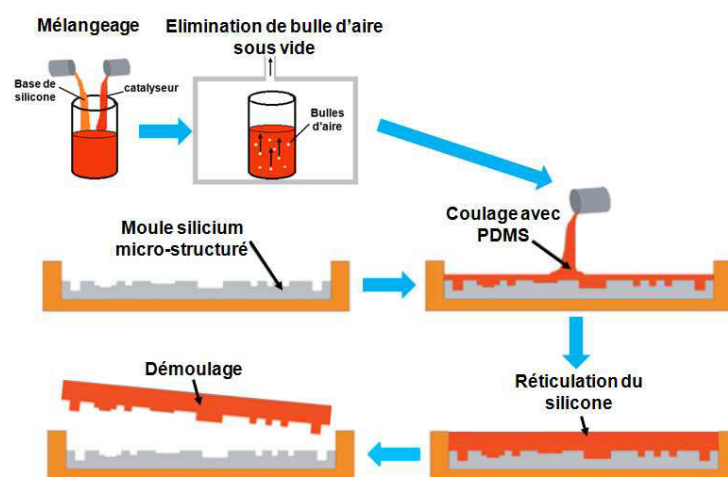 Mélangeage
Elimination de bulle d’aire
sous vide
Base de
silicone
catalyseur
Bulles
d’aire
Moule silicium
micro-structuré
Coulage avec
PDMS
Démoulage
Réticulation du
silicone